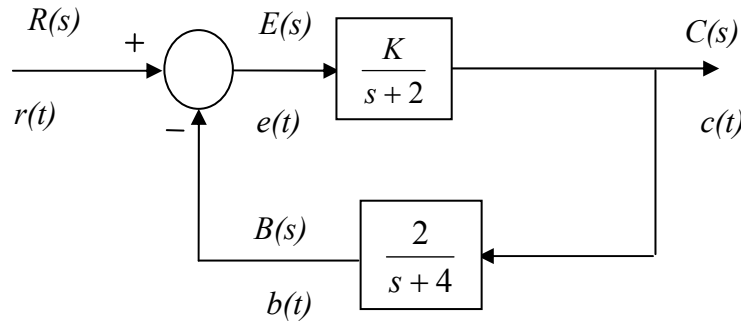 R(s)
+
E(s)
K
s + 2
C(s)
r(t)
−
e(t)
c(t)
B(s)
2
s + 4
b(t)